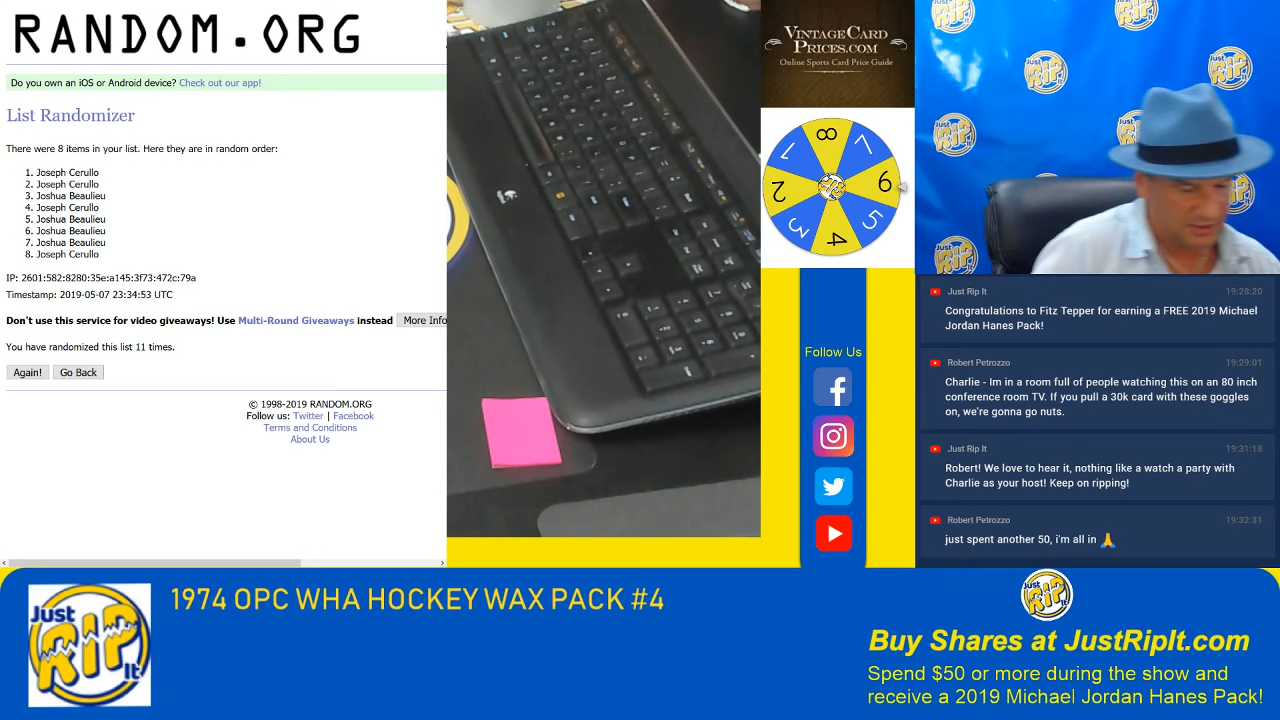 RANDOM.ORG
Do you own an iOS or Android device? Check out our app!
List Randomizer
There were 8 items in your list. Here they are in random order:
1. Joseph Cerullo
2. Joseph Cerullo
3. Joshua Beaulieu
4. Joseph Cerullo
5. Joshua Beaulieu
6. Joshua Beaulieu
7. Joshua Beaulieu
8. Joseph Cerullo
IP: 2601:582:8280:35e:a145:3f73:472c:79a
Timestamp: 2019-05-07 23:34:53 UTC
Don't use this service for video giveaways! Use Multi-Round Giveaways instead More Info
You have randomized this list 11 times.
Again! Go Back
© 1998-2019 RANDOM.ORG
Follow us: Twitter | Facebook
Terms and Conditions
About Us
VINTAGECARD
PRICES.COM
Online Sports Card Price Guide
8
7
9
5
4
3
2
1
Follow Us
Just Rip It 19:28:20
Congratulations to Fitz Tepper for earning a FREE 2019 Michael
Jordan Hanes Pack!
Robert Petrozzo 19:29:01
Charlie - Im in a room full of people watching this on an 80 inch
conference room TV. If you pull a 30k card with these goggles
on, we're gonna go nuts.
Just Rip It 19:31:18
Robert! We love to hear it, nothing like a watch a party with
Charlie as your host! Keep on ripping!
Robert Petrozzo 19:32:31
just spent another 50, i'm all in 🙏
Just
RIP
It
1974 OPC WHA HOCKEY WAX PACK #4
Just
RIP
It
Buy Shares at JustRipIt.com
Spend $50 or more during the show and
receive a 2019 Michael Jordan Hanes Pack!